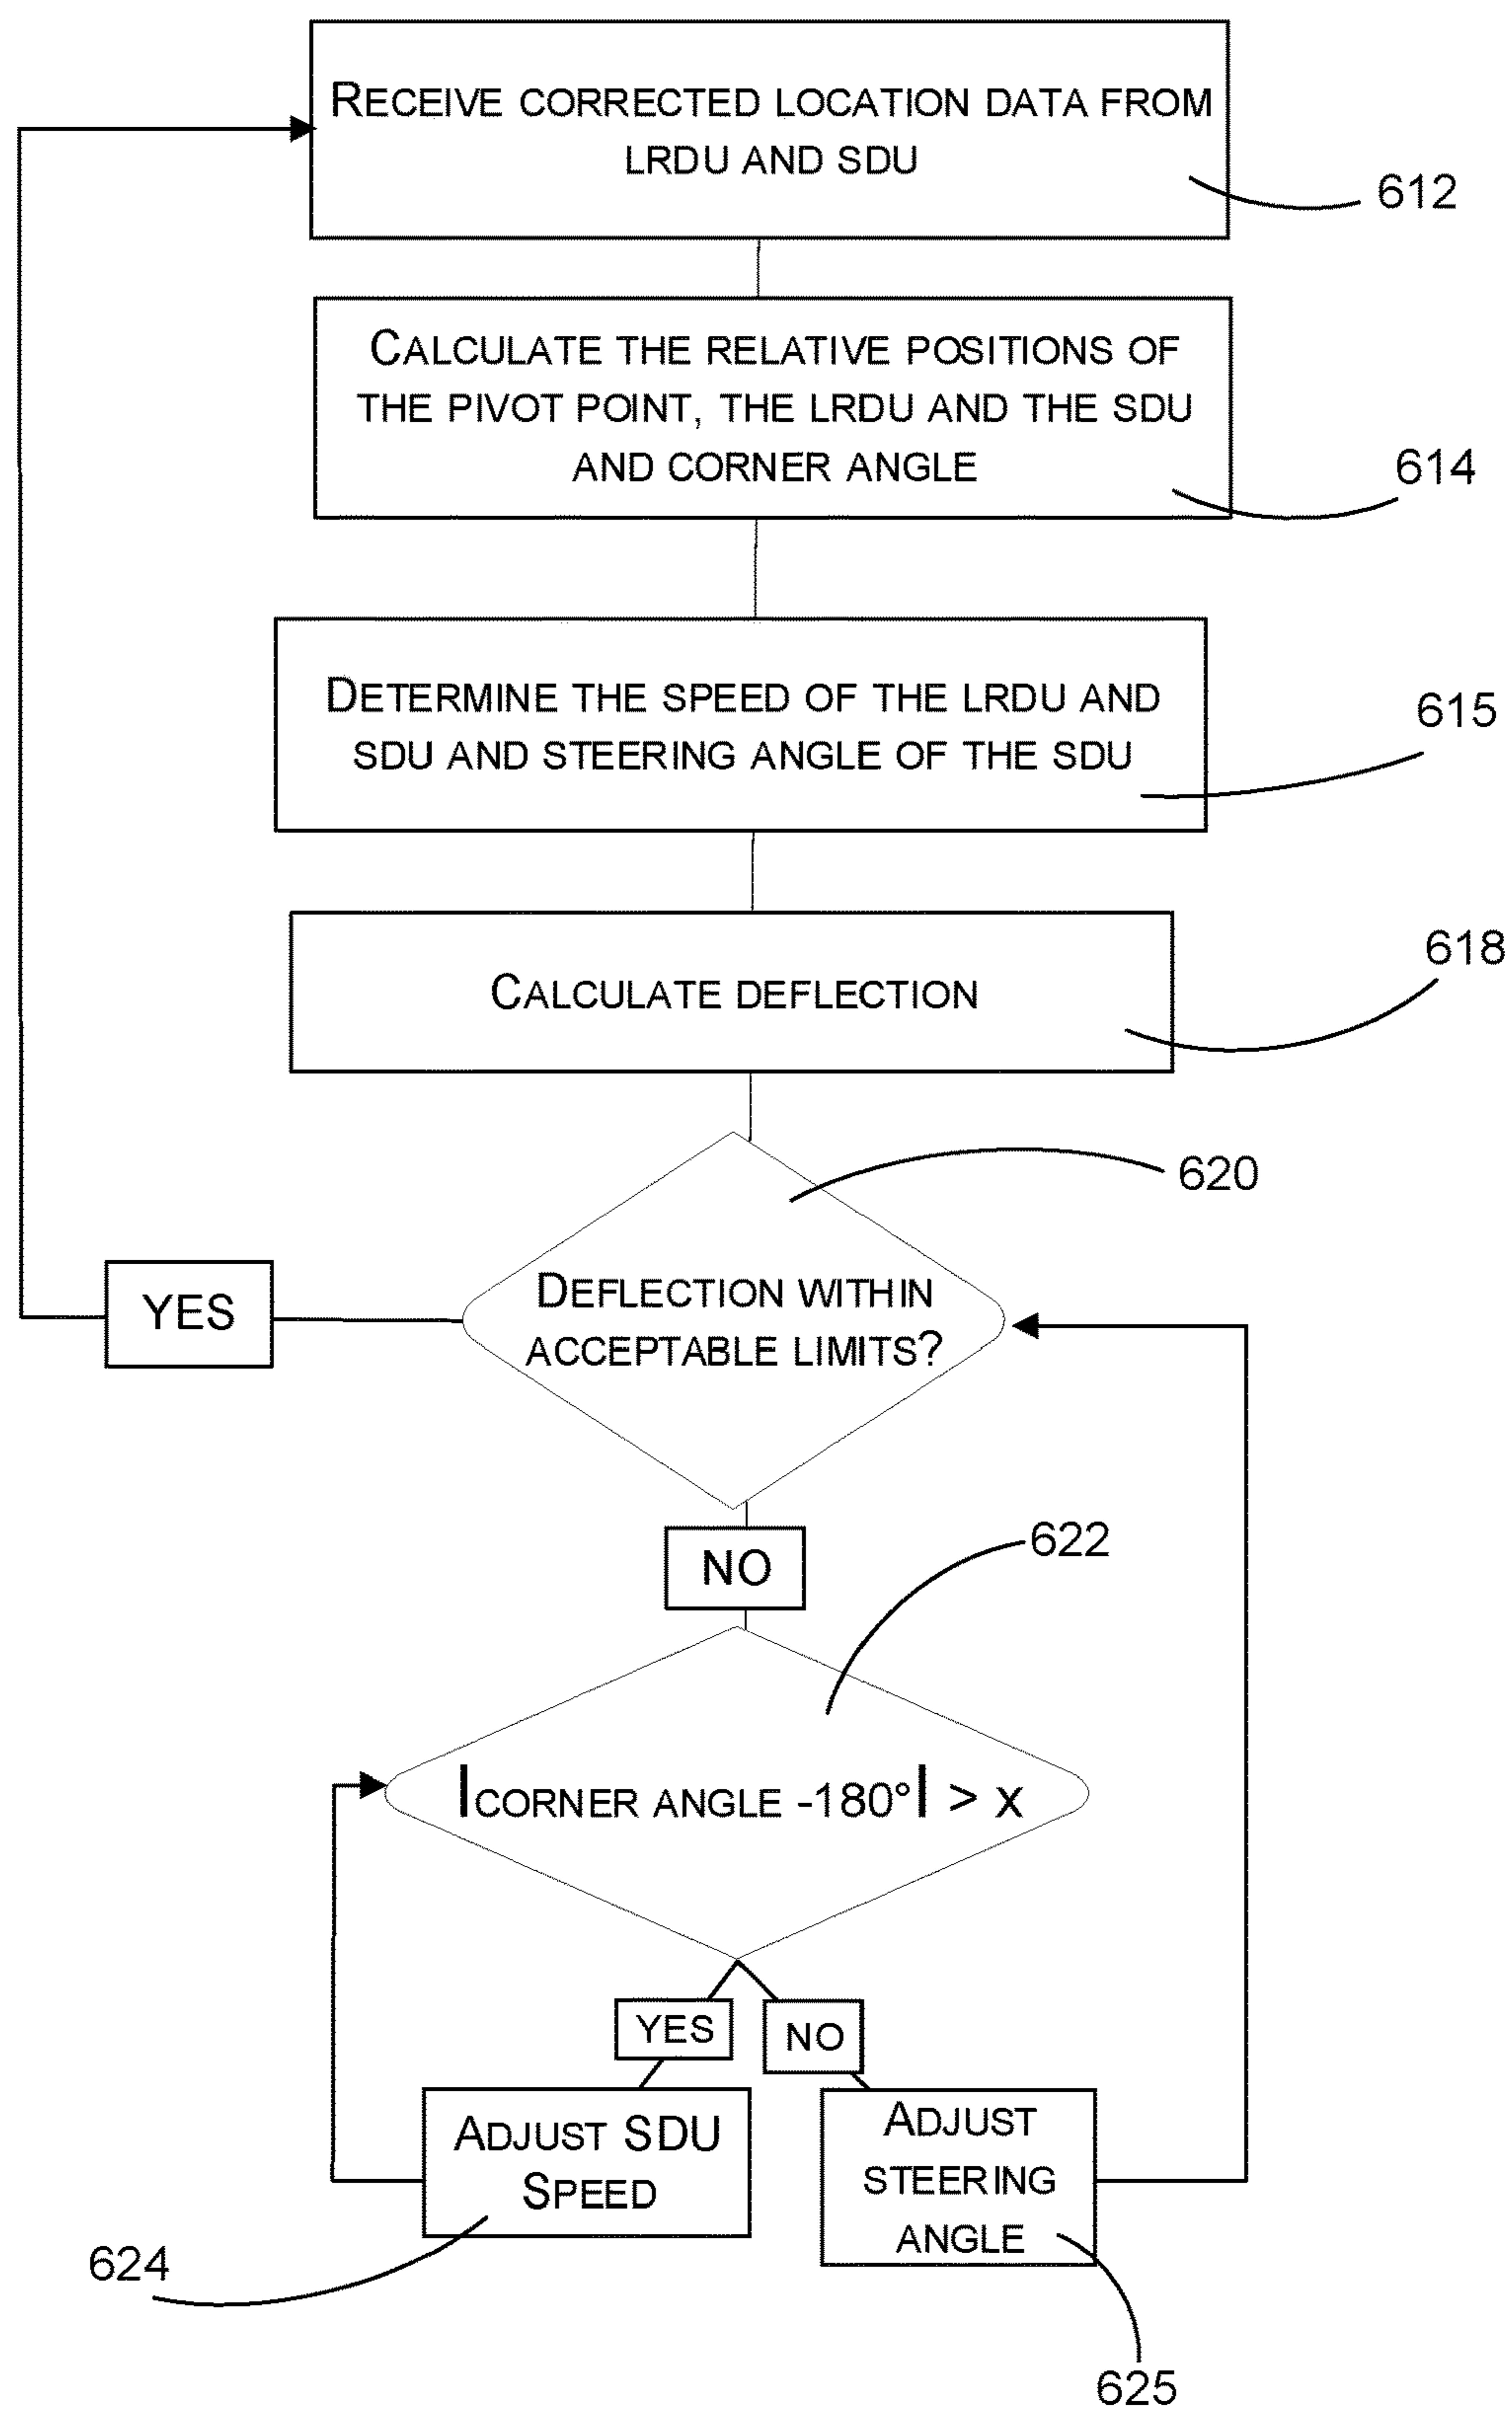 RECEIVE CORRECTED LOCATION DATA FROM
LRDU AND SDU
612
CALCULATE THE RELATIVE POSITIONS OF
THE PIVOT POINT, THE LRDU AND THE SDU
AND CORNER ANGLE
614
DETERMINE THE SPEED OF THE LRDU AND
SDU AND STEERING ANGLE OF THE SDU
615
CALCULATE DEFLECTION
618
620
DEFLECTION WITHIN
ACCEPTABLE LIMITS?
YES
NO
622
|CORNER ANGLE -180°| > X
YES
NO
ADJUST SDU
SPEED
624
ADJUST
STEERING
ANGLE
625